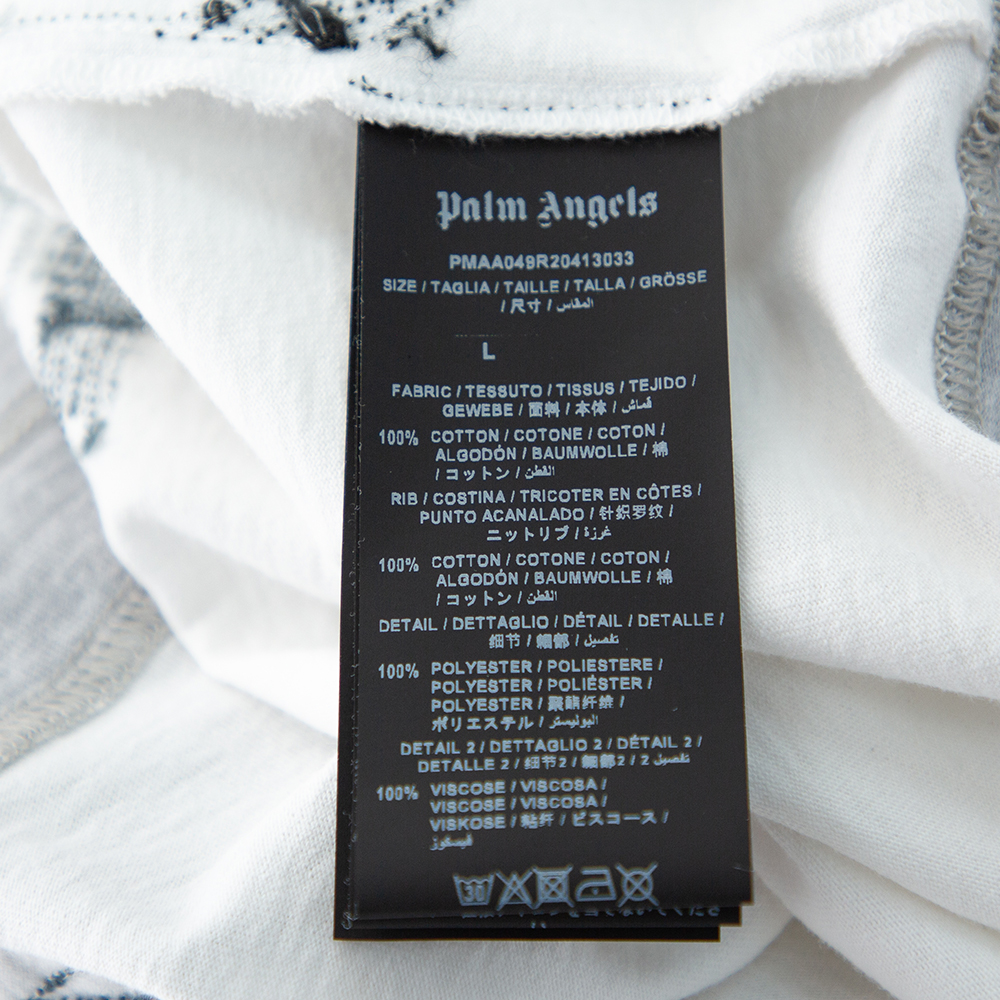 Palm Angels
PMAA049R20413033
SIZE / TAGLIA / TAILLE / TALLA / GRÖSSE
/ 尺寸 / المقاس
L
FABRIC / TESSUTO / TISSUS / TEJIDO /
GEWEBE / 面料 / 本体 / قماش
100% COTTON / COTONE / COTON /
ALGODÓN / BAUMWOLLE / 棉
/ コットン / القطن
RIB / COSTINA / TRICOTER EN CÔTES /
PUNTO ACANALADO / 针织罗纹 /
ニットリブ / غرزة
100% COTTON / COTONE / COTON /
ALGODÓN / BAUMWOLLE / 棉
/ コットン / القطن
DETAIL / DETTAGLIO / DÉTAIL / DETALLE /
细节 / 細部 / تفصيل
100% POLYESTER / POLIESTERE /
POLYESTER / POLIÉSTER /
POLYESTER / 聚酯纤维 /
ポリエステル / البوليستر
DETAIL 2 / DETTAGLIO 2 / DÉTAIL 2 /
DETALLE 2 / 细节2 / 細部2 / تفصيل 2
100% VISCOSE / VISCOSA /
VISCOSE / VISCOSA /
VISKOSE / 粘纤 / ビスコース /
فيسكوز
30